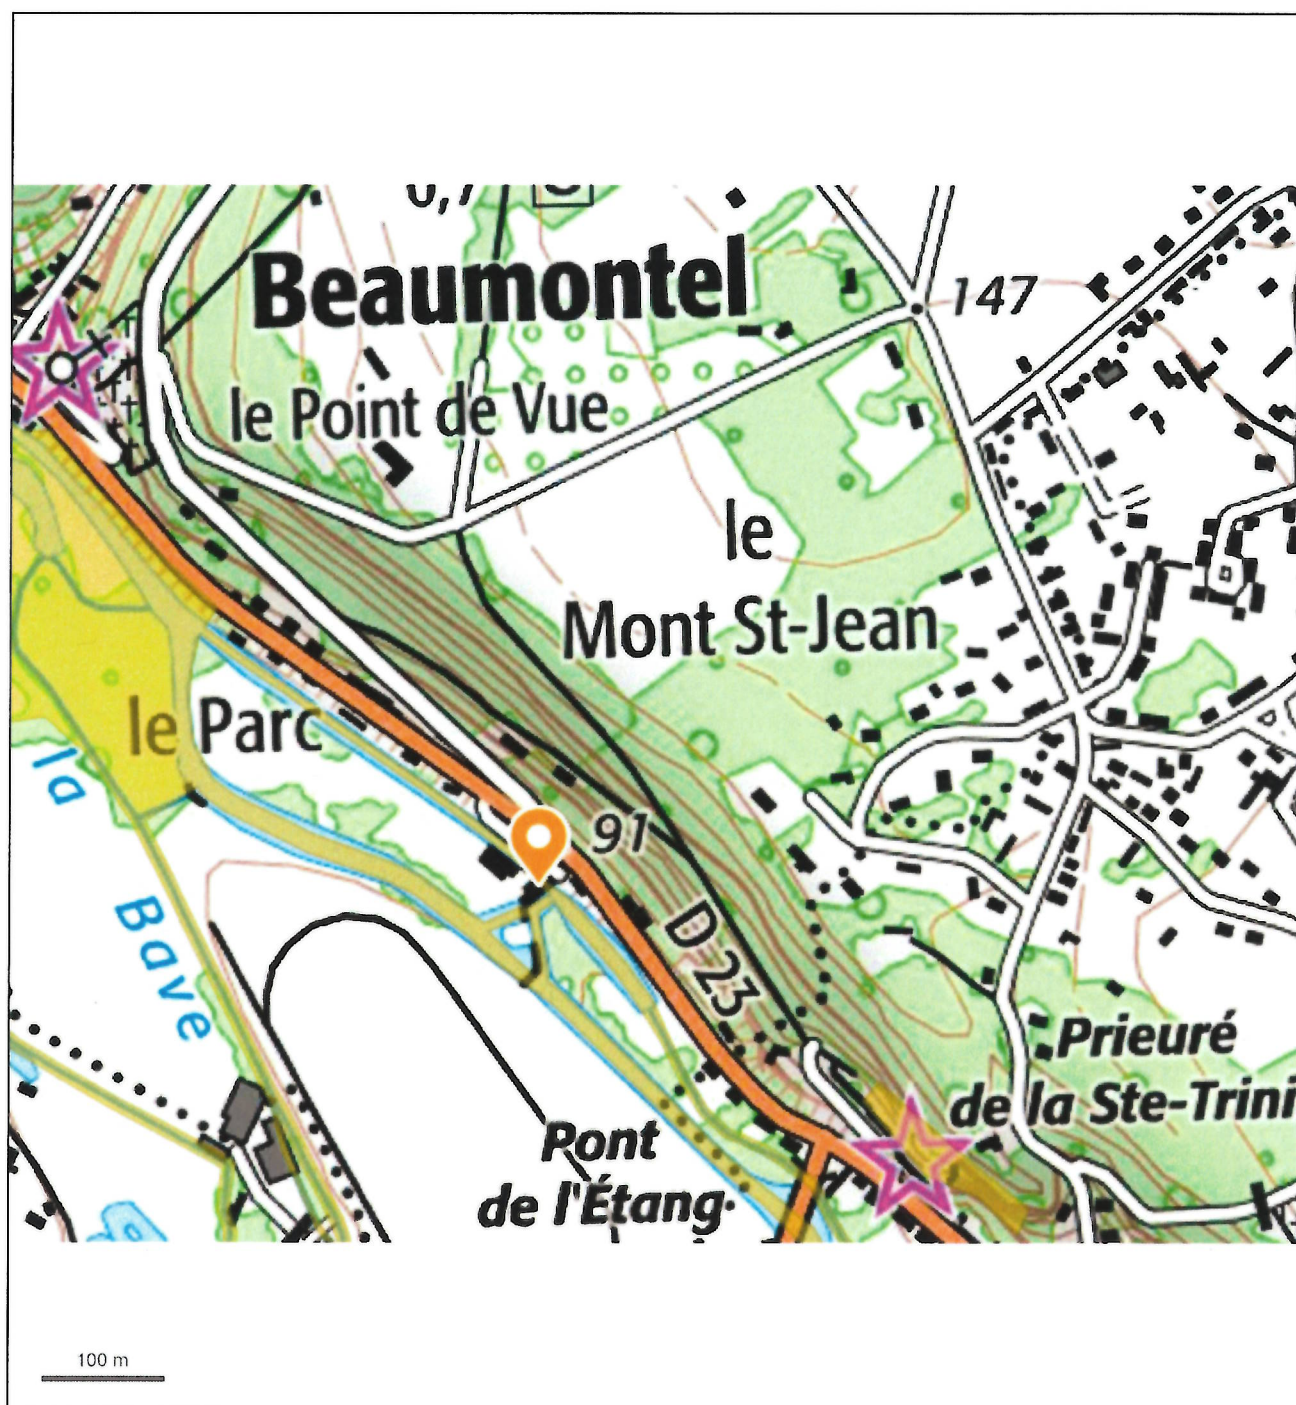 147
Beaumontel
le Point de Vue
le
Mont St-Jean
le Parc
la
91
Bave
D 23
Prieuré
de la Ste-Trini
Pont
de l'Étang
100 m